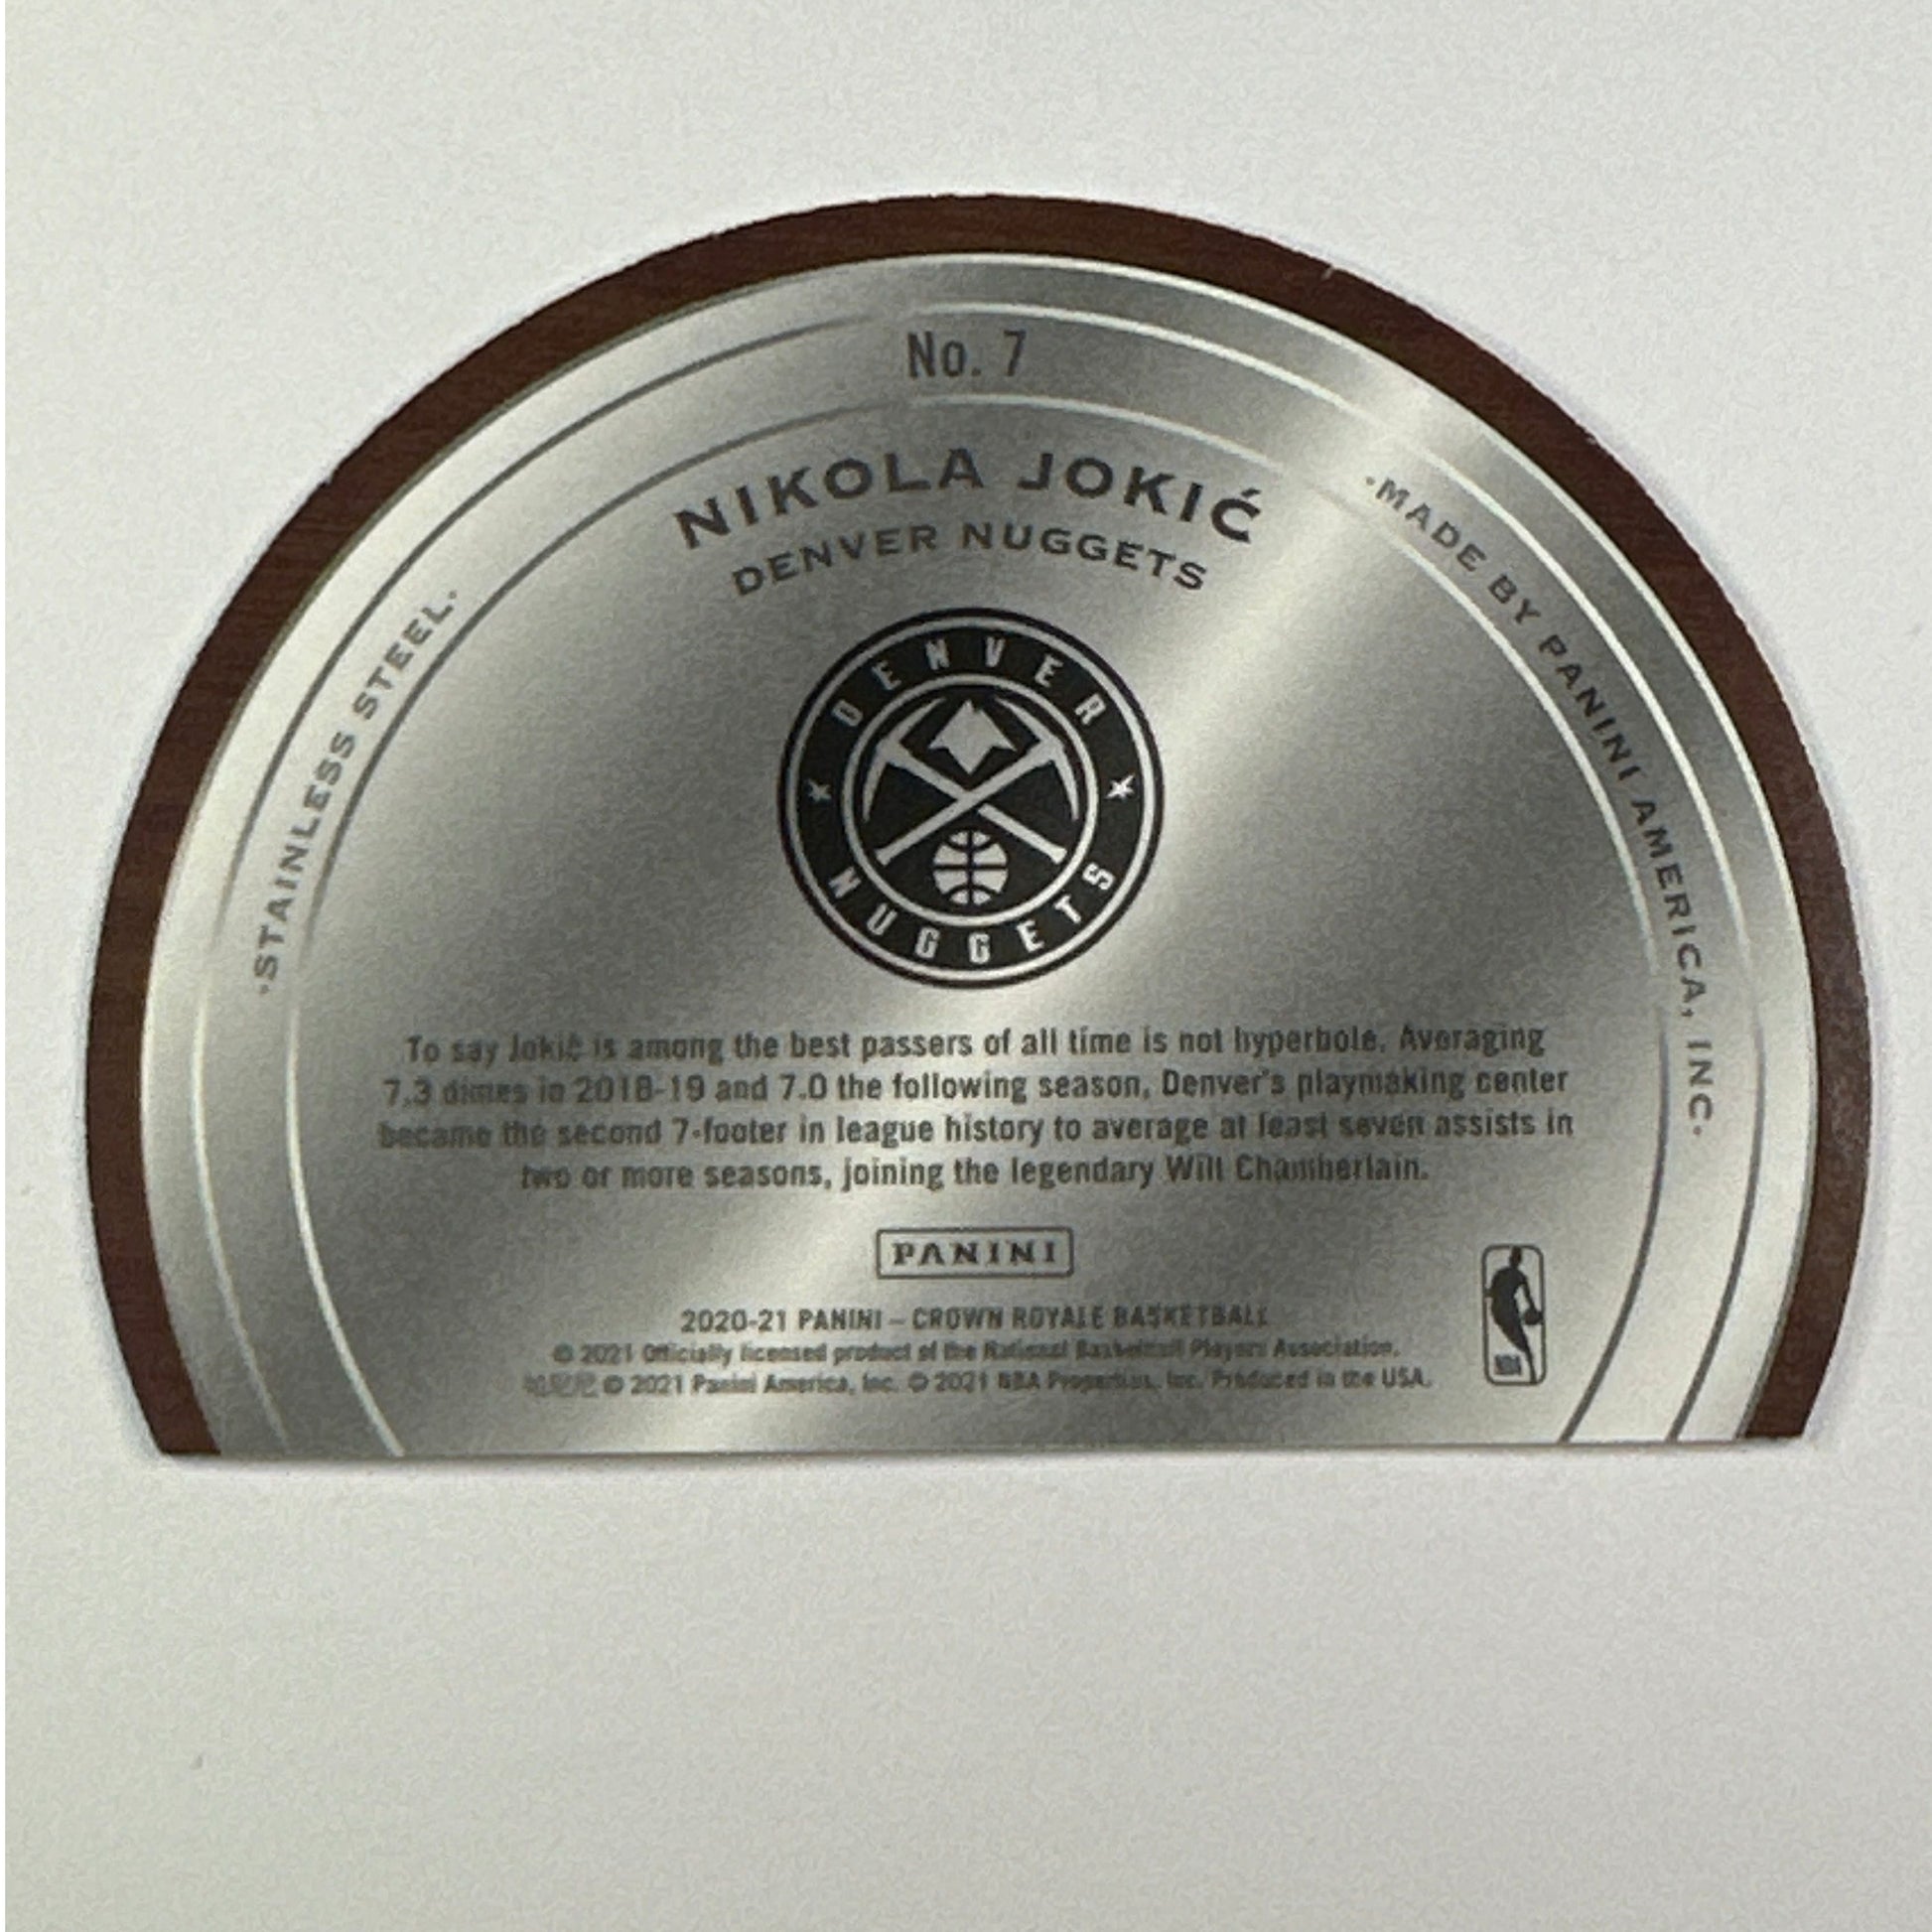 No. 7
NIKOLA JOKIĆ
DENVER NUGGETS
·STAINLESS STEEL·
·MADE BY PANINI AMERICA, INC.·
DENVER
NUGGETS
To say Jokić is among the best passers of all time is not hyperbole. Averaging
7.3 dimes in 2018-19 and 7.0 the following season, Denver's playmaking center
became the second 7-footer in league history to average at least seven assists in
two or more seasons, joining the legendary Wilt Chamberlain.
PANINI
2020-21 PANINI – CROWN ROYALE BASKETBALL
© 2021 Officially licensed product of the National Basketball Players Association.
© 2021 Panini America, Inc. © 2021 NBA Properties, Inc. Produced in the USA.
NBA